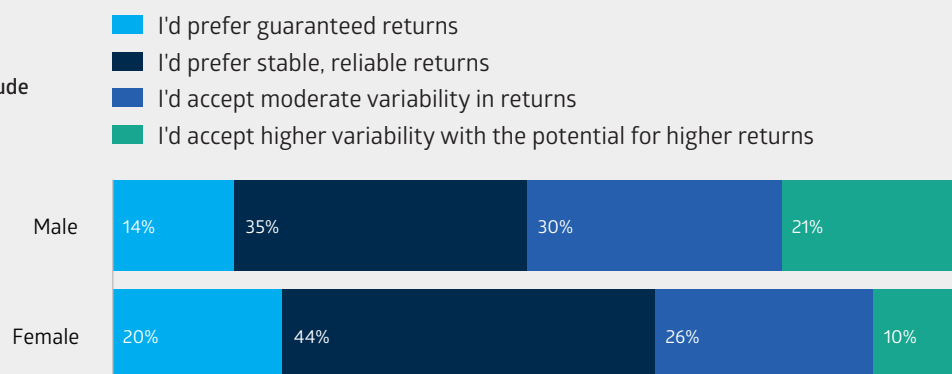 I'd prefer guaranteed returns
I'd prefer stable, reliable returns
ude
I'd accept moderate variability in returns
I'd accept higher variability with the potential for higher returns
Male 14% 35% 30% 21%
Female 20% 44% 26% 10%